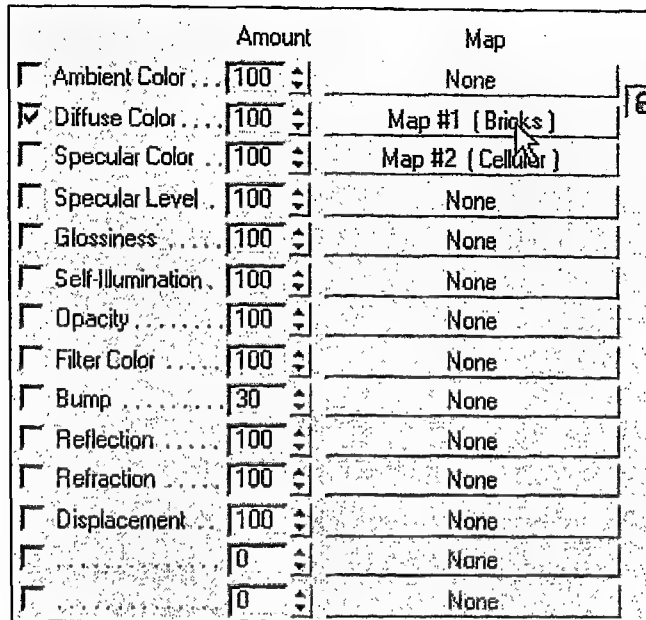 Amount Map
Ambient Color . . . 100 None
Diffuse Color . . . . 100 Map #1 ( Bricks )
Specular Color . . 100 Map #2 ( Cellular )
Specular Level . 100 None
Glossiness . . . . . . 100 None
Self-Illumination . 100 None
Opacity . . . . . . . . 100 None
Filter Color . . . . . 100 None
Bump . . . . . . . . . 30 None
Reflection . . . . . . 100 None
Refraction . . . . . 100 None
Displacement . . 100 None
. . . . . . . . . . . . . . 0 None
. . . . . . . . . . . . . . 0 None